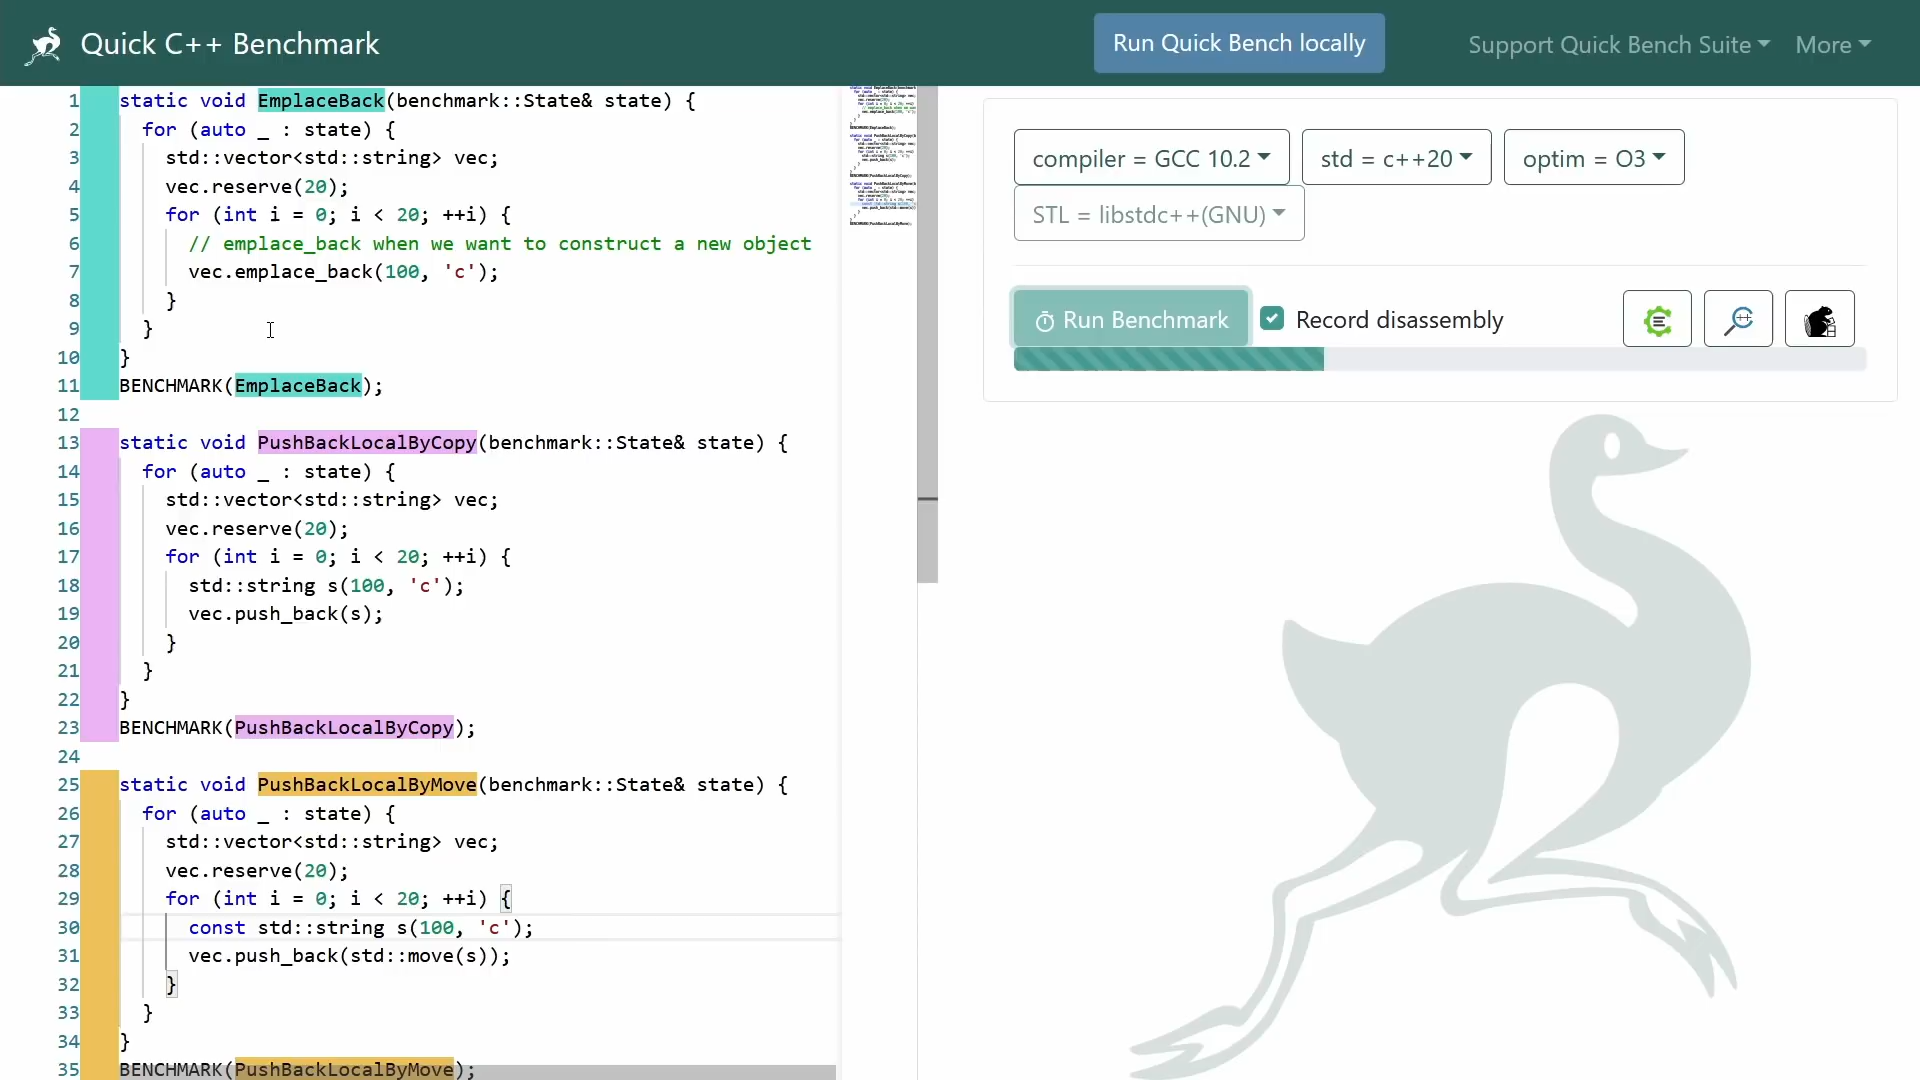 Quick C++ Benchmark
Run Quick Bench locally
Support Quick Bench Suite
More
1 static void EmplaceBack(benchmark::State& state) {
2 for (auto _ : state) {
3 std::vector<std::string> vec;
4 vec.reserve(20);
5 for (int i = 0; i < 20; ++i) {
6 // emplace_back when we want to construct a new object
7 vec.emplace_back(100, 'c');
8 }
9 }
10 }
11 BENCHMARK(EmplaceBack);
12
13 static void PushBackLocalByCopy(benchmark::State& state) {
14 for (auto _ : state) {
15 std::vector<std::string> vec;
16 vec.reserve(20);
17 for (int i = 0; i < 20; ++i) {
18 std::string s(100, 'c');
19 vec.push_back(s);
20 }
21 }
22 }
23 BENCHMARK(PushBackLocalByCopy);
24
25 static void PushBackLocalByMove(benchmark::State& state) {
26 for (auto _ : state) {
27 std::vector<std::string> vec;
28 vec.reserve(20);
29 for (int i = 0; i < 20; ++i) {
30 const std::string s(100, 'c');
31 vec.push_back(std::move(s));
32 }
33 }
34 }
35 BENCHMARK(PushBackLocalByMove);
compiler = GCC 10.2
std = c++20
optim = O3
STL = libstdc++(GNU)
Run Benchmark
Record disassembly